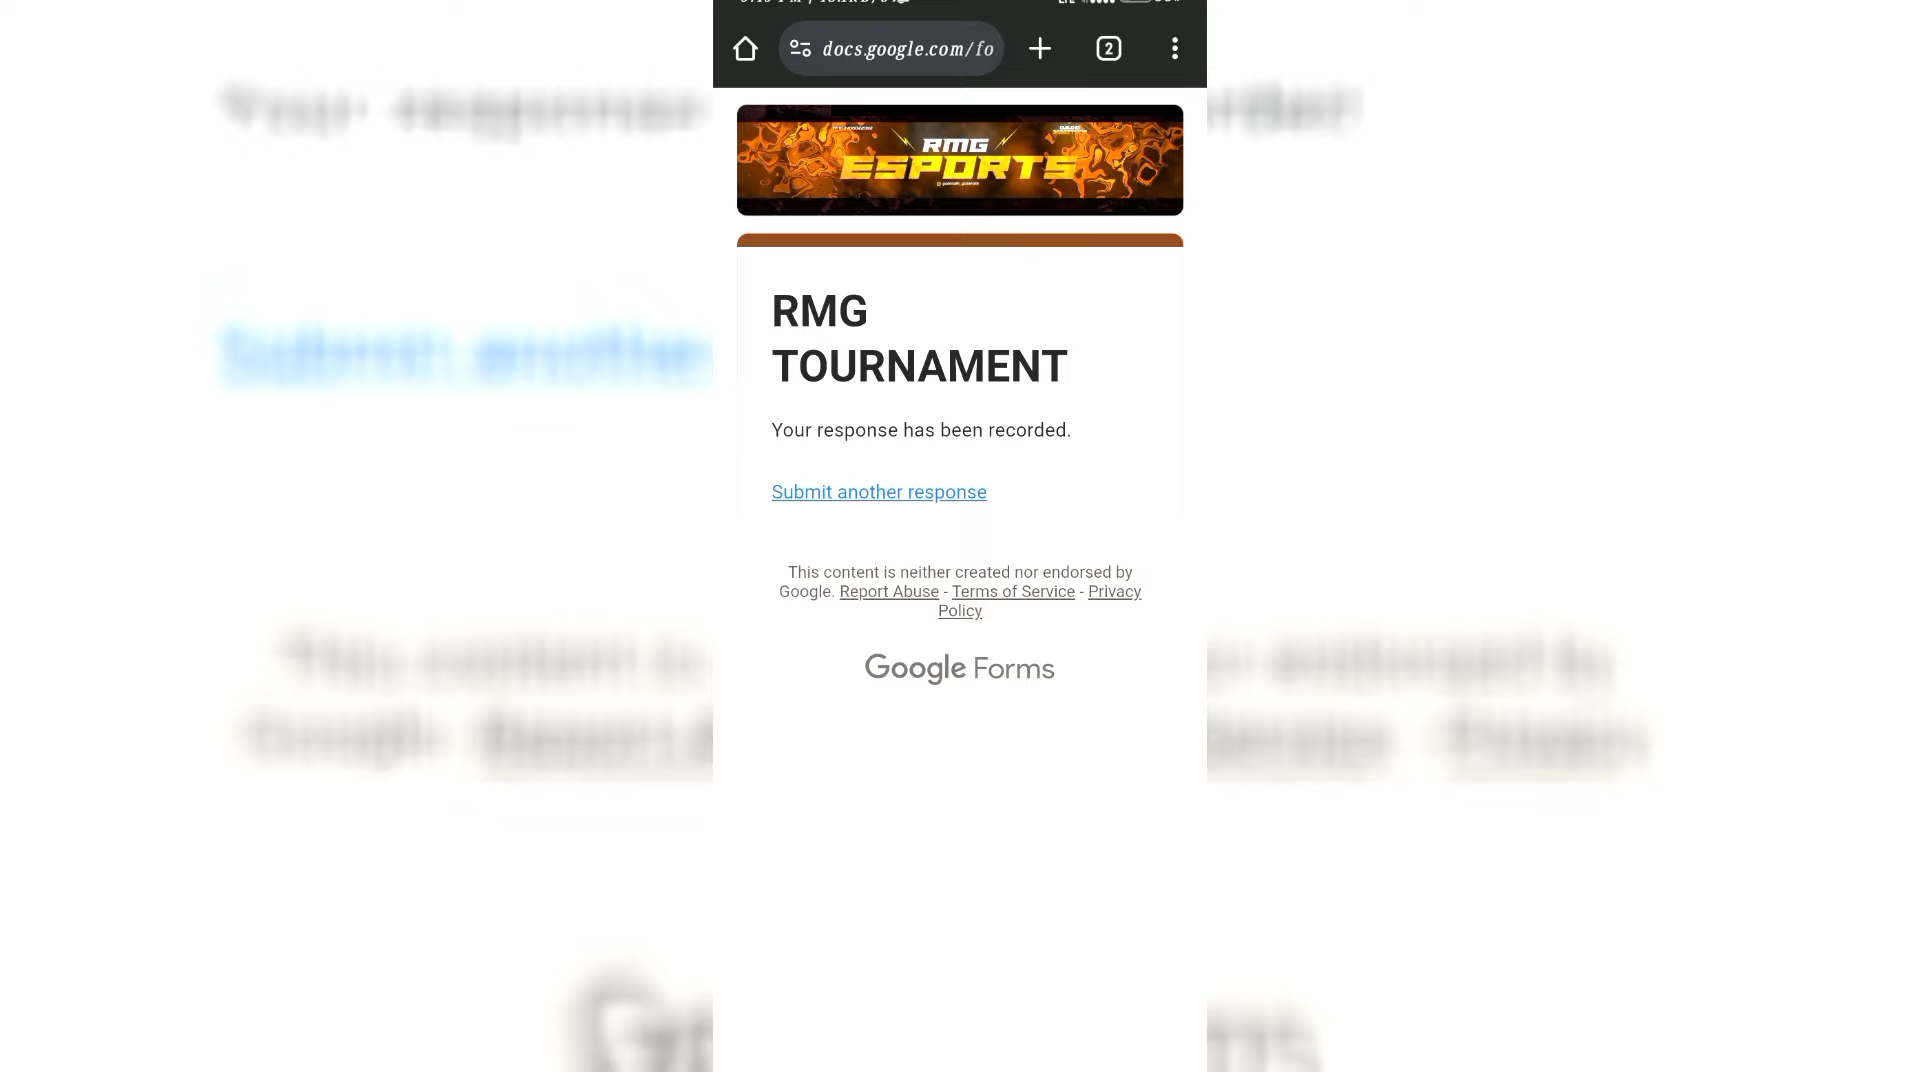 docs.google.com/fo
2
RMG
ESPORTS
RMG
TOURNAMENT
Your response has been recorded.
Submit another response
This content is neither created nor endorsed by
Google. Report Abuse - Terms of Service - Privacy
Policy
Google Forms